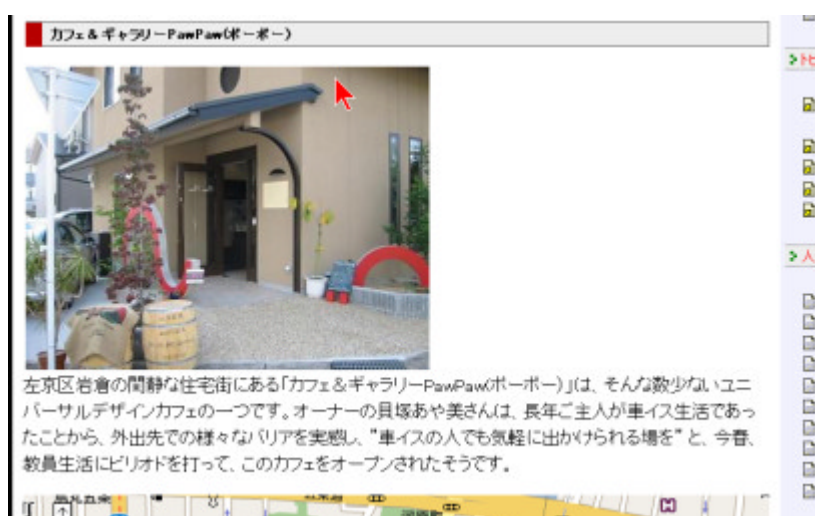 カフェ&ギャラリーPawPaw(ポーポー)
左京区岩倉の閑静な住宅街にある「カフェ&ギャラリーPawPaw(ポーポー)」は、そんな数少ないユニ
バーサルデザインカフェの一つです。オーナーの貝塚あや美さんは、長年ご主人が車イス生活であっ
たことから、外出先での様々なバリアを実感し、"車イスの人でも気軽に出かけられる場を" と、今春、
教員生活にピリオドを打って、このカフェをオープンされたそうです。
人